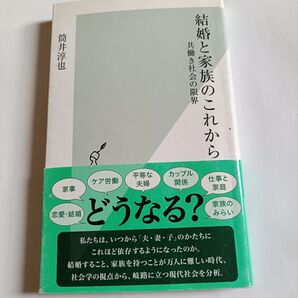 結婚と家族のこれから
共働き社会の限界
筒井淳也
家事
ケア労働
平等な
夫婦
カップル
関係
仕事と
家庭
恋愛・結婚
どうなる?
家族の
みらい
私たちは、いつから「夫・妻・子」のかたちに
これほど依存するようになったのか。
結婚すること、家族を持つことが万人に難しい時代、
社会学の視点から、岐路に立つ現代社会を分析。